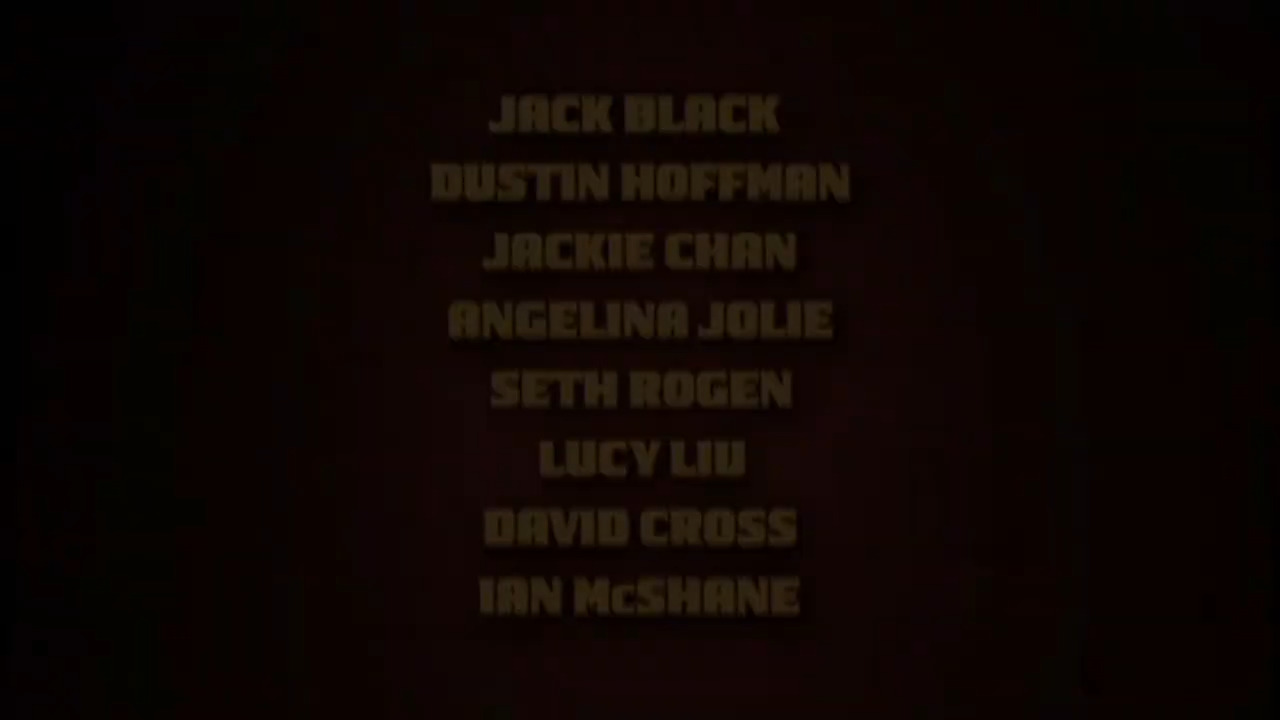 JACK BLACK
DUSTIN HOFFMAN
JACKIE CHAN
ANGELINA JOLIE
SETH ROGEN
LUCY LIU
DAVID CROSS
IAN McSHANE